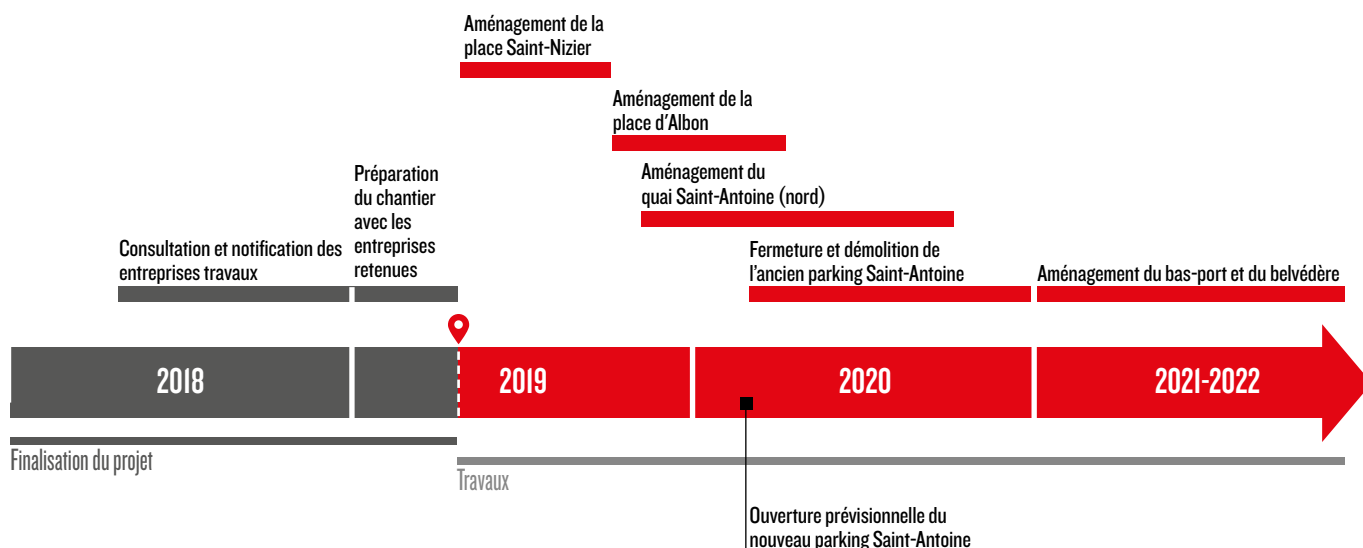 Aménagement de la
place Saint-Nizier
Aménagement de la
place d'Albon
Aménagement du
quai Saint-Antoine (nord)
Préparation
du chantier
avec les
entreprises
retenues
Consultation et notification des
entreprises travaux
Fermeture et démolition de
l'ancien parking Saint-Antoine
Aménagement du bas-port et du belvédère
2018
2019
2020
2021-2022
Finalisation du projet
Travaux
Ouverture prévisionnelle du
nouveau parking Saint-Antoine